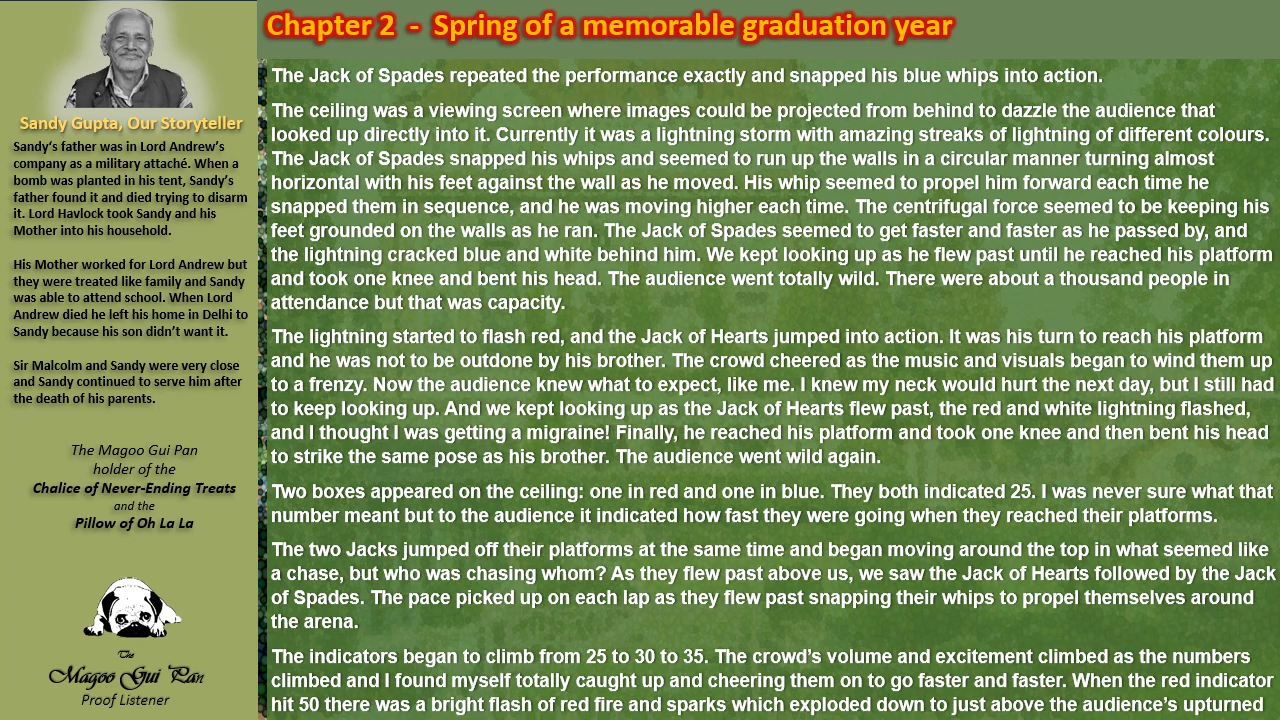 Chapter 2  -  Spring of a memorable graduation year
Sandy Gupta, Our Storyteller
Sandy‘s father was in Lord Andrew’s
company as a military attaché. When a
bomb was planted in his tent, Sandy’s
father found it and died trying to disarm
it. Lord Havlock took Sandy and his
Mother into his household.
His Mother worked for Lord Andrew but
they were treated like family and Sandy
was able to attend school. When Lord
Andrew died he left his home in Delhi to
Sandy because his son didn’t want it.
Sir Malcolm and Sandy were very close
and Sandy continued to serve him after
the death of his parents.
The Magoo Gui Pan
holder of the
Chalice of Never-Ending Treats
and the
Pillow of Oh La La
The
Magoo Gui Pan
Proof Listener
The Jack of Spades repeated the performance exactly and snapped his blue whips into action.
The ceiling was a viewing screen where images could be projected from behind to dazzle the audience that
looked up directly into it. Currently it was a lightning storm with amazing streaks of lightning of different colours.
The Jack of Spades snapped his whips and seemed to run up the walls in a circular manner turning almost
horizontal with his feet against the wall as he moved. His whip seemed to propel him forward each time he
snapped them in sequence, and he was moving higher each time. The centrifugal force seemed to be keeping his
feet grounded on the walls as he ran. The Jack of Spades seemed to get faster and faster as he passed by, and
the lightning cracked blue and white behind him. We kept looking up as he flew past until he reached his platform
and took one knee and bent his head. The audience went totally wild. There were about a thousand people in
attendance but that was capacity.
The lightning started to flash red, and the Jack of Hearts jumped into action. It was his turn to reach his platform
and he was not to be outdone by his brother. The crowd cheered as the music and visuals began to wind them up
to a frenzy. Now the audience knew what to expect, like me. I knew my neck would hurt the next day, but I still had
to keep looking up. And we kept looking up as the Jack of Hearts flew past, the red and white lightning flashed,
and I thought I was getting a migraine! Finally, he reached his platform and took one knee and then bent his head
to strike the same pose as his brother. The audience went wild again.
Two boxes appeared on the ceiling: one in red and one in blue. They both indicated 25. I was never sure what that
number meant but to the audience it indicated how fast they were going when they reached their platforms.
The two Jacks jumped off their platforms at the same time and began moving around the top in what seemed like
a chase, but who was chasing whom? As they flew past above us, we saw the Jack of Hearts followed by the Jack
of Spades. The pace picked up on each lap as they flew past snapping their whips to propel themselves around
the arena.
The indicators began to climb from 25 to 30 to 35. The crowd’s volume and excitement climbed as the numbers
climbed and I found myself totally caught up and cheering them on to go faster and faster. When the red indicator
hit 50 there was a bright flash of red fire and sparks which exploded down to just above the audience’s upturned